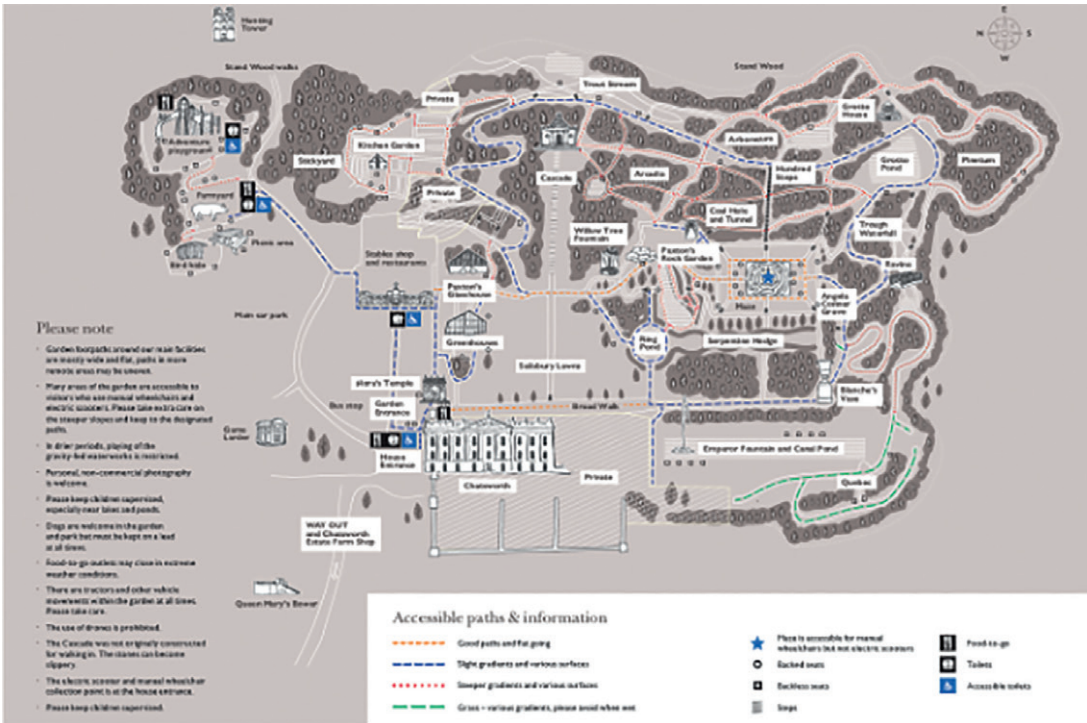 Hunting
Tower
E
N
S
W
Stand Wood walks
Stand Wood
Trout Stream
Private
Grotto
House
Adventure
playground
Kitchen Garden
Arboretum
Stickyard
Hundred
Steps
Grotto
Pond
Pinetum
Cascade
Arcadia
Private
Farmyard
Coal Hole
and Tunnel
Trough
Waterfall
Willow Tree
Fountain
Picnic area
Bird hide
Stables shop
and restaurants
Paxton's
Rock Garden
Ravine
Paxton's
Glasshouse
Maze
Main car park
Greenhouses
Ring
Pond
Serpentine Hedge
Salisbury Lawns
Flora's Temple
Blanche's
Vase
Garden
Entrance
Bus stop
Broad Walk
Game
Larder
House
Entrance
Emperor Fountain and Canal Pond
Chatsworth
Private
Quebec
WAY OUT
and Chatsworth
Estate Farm Shop
Queen Mary's Bower
Please note
· Garden footpaths around our main facilities
are mostly wide and flat, paths in more
remote areas may be uneven.
· Many areas of the garden are accessible to
visitors who use manual wheelchairs and
electric scooters. Please take extra care on
the steeper slopes and keep to the designated
paths.
· In drier periods, playing of the
gravity-fed waterworks is restricted.
· Personal, non-commercial photography
is welcome.
· Please keep children supervised,
especially near lakes and ponds.
· Dogs are welcome in the garden
and park but must be kept on a lead
at all times.
· Food-to-go outlets may close in extreme
weather conditions.
· There are tractors and other vehicle
movements within the garden at all times.
Please take care.
· The use of drones is prohibited.
· The Cascade was not originally constructed
for walking in. The stones can become
slippery.
· The electric scooter and manual wheelchair
collection point is at the house entrance.
· Please keep children supervised.
Accessible paths & information
Good paths and flat going
Slight gradients and various surfaces
Steeper gradients and various surfaces
Grass – various gradients, please avoid when wet
Maze is accessible for manual
wheelchairs but not electric scooters
Backed seats
Backless seats
Steps
Food-to-go
Toilets
Accessible toilets